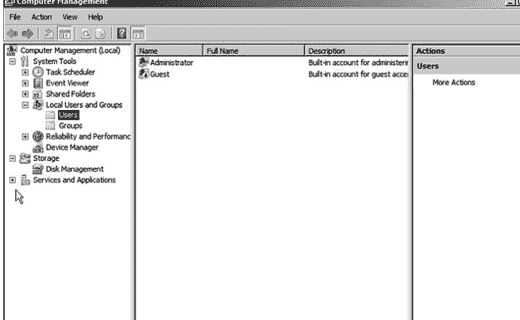 Computer Management
File Action View Help
Computer Management (Local)
System Tools
Task Scheduler
Event Viewer
Shared Folders
Local Users and Groups
Users
Groups
Reliability and Performanc
Device Manager
Storage
Disk Management
Services and Applications
Name Full Name Description
Administrator Built-in account for administerin
Guest Built-in account for guest acce
Actions
Users
More Actions